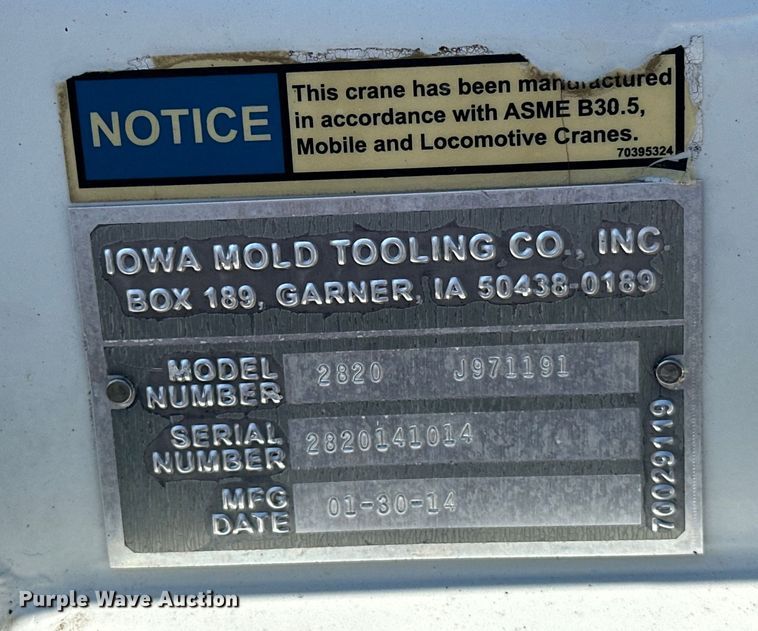 NOTICE
This crane has been manufactured
in accordance with ASME B30.5,
Mobile and Locomotive Cranes.
70395324
IOWA MOLD TOOLING CO., INC.
BOX 189, GARNER, IA 50438-0189
MODEL NUMBER 2820 J971191
SERIAL NUMBER 2820141014
MFG DATE 01-30-14
70029119
Purple Wave Auction